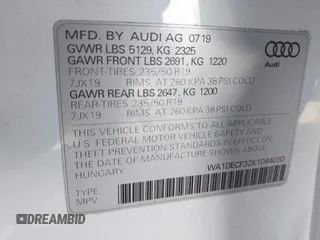 MFD. BY AUDI AG 07/19
GVWR LBS 5129, KG 2325
GAWR FRONT LBS 2691, KG 1220
FRONT-TIRES 235/50 R19
7JX19 RIMS AT 260 KPA 38 PSI COLD
GAWR REAR LBS 2647, KG 1200
REAR-TIRES 235/50 R19
7JX19 RIMS AT 260 KPA 38 PSI COLD
THIS VEHICLE CONFORMS TO ALL APPLICABLE
U.S. FEDERAL MOTOR VEHICLE SAFETY AND
THEFT PREVENTION STANDARDS IN EFFECT
ON THE DATE OF MANUFACTURE SHOWN
ABOVE.
Audi
WA1DECF32K1084030
TYPE:
MPV
HUNGARY
DREAMBID